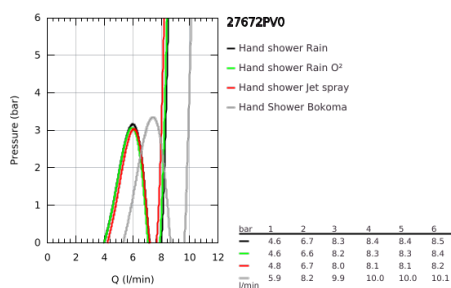 27672PV0
Hand shower Rain
Hand shower Rain O²
Hand shower Jet spray
Hand Shower Bokoma
Pressure (bar)
6
5
4
3
2
1
0
0 2 4 6 8 10 12
Q (l/min)
bar 1 2 3 4 5 6
4.6 6.7 8.3 8.4 8.4 8.5
4.6 6.6 8.2 8.3 8.3 8.4
4.8 6.7 8.0 8.1 8.1 8.2
5.9 8.2 9.9 10.0 10.0 10.1
l/min